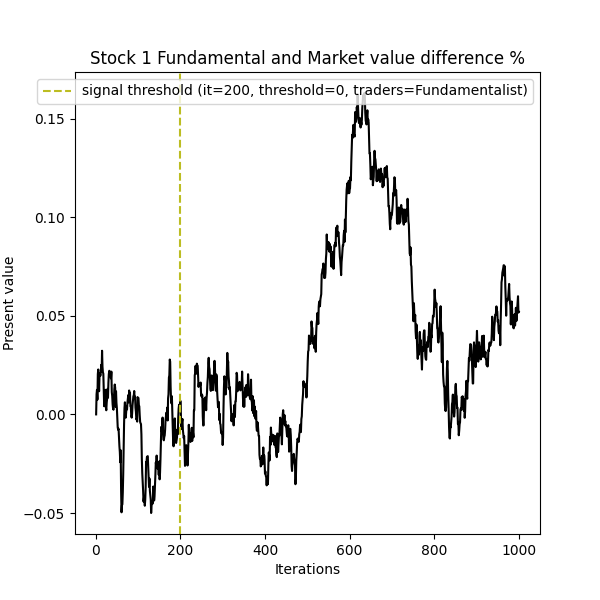 Stock 1 Fundamental and Market value difference %
signal threshold (it=200, threshold=0, traders=Fundamentalist)
0.15
0.10
0.05
0.00
−0.05
Present value
0 200 400 600 800 1000
Iterations